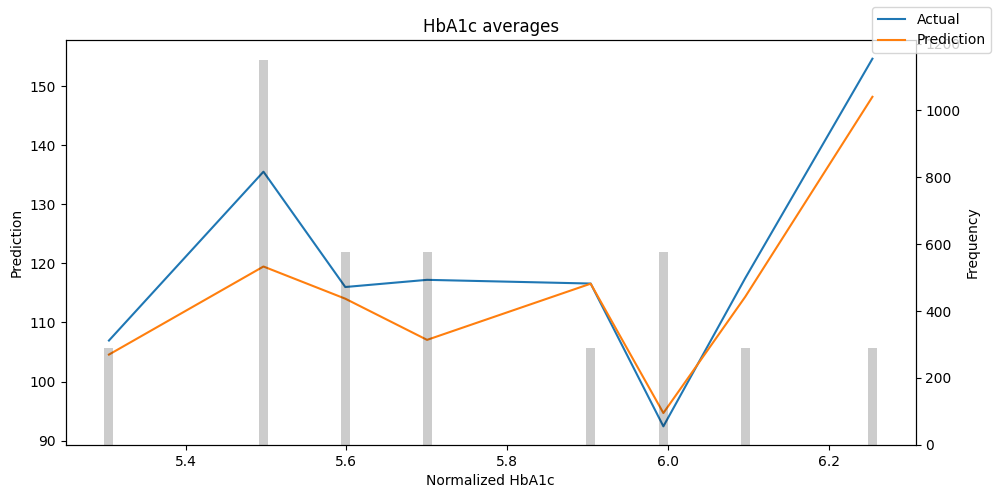 HbA1c averages
Actual
Prediction
150
140
130
120
110
100
90
Prediction
1200
1000
800
600
400
200
0
Frequency
5.4 5.6 5.8 6.0 6.2
Normalized HbA1c